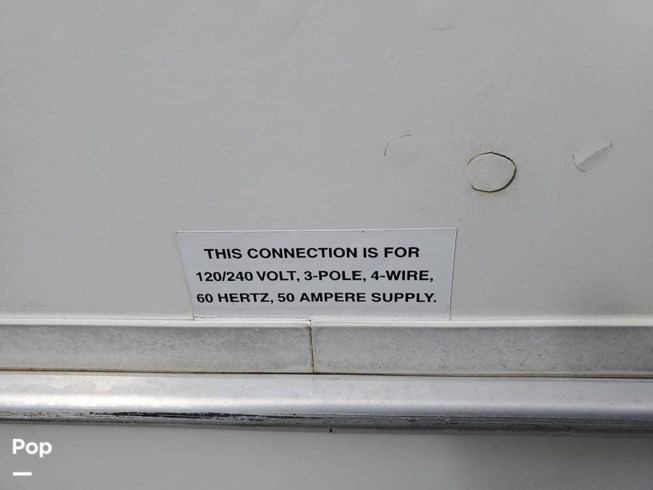 THIS CONNECTION IS FOR
120/240 VOLT, 3-POLE, 4-WIRE,
60 HERTZ, 50 AMPERE SUPPLY.
Pop